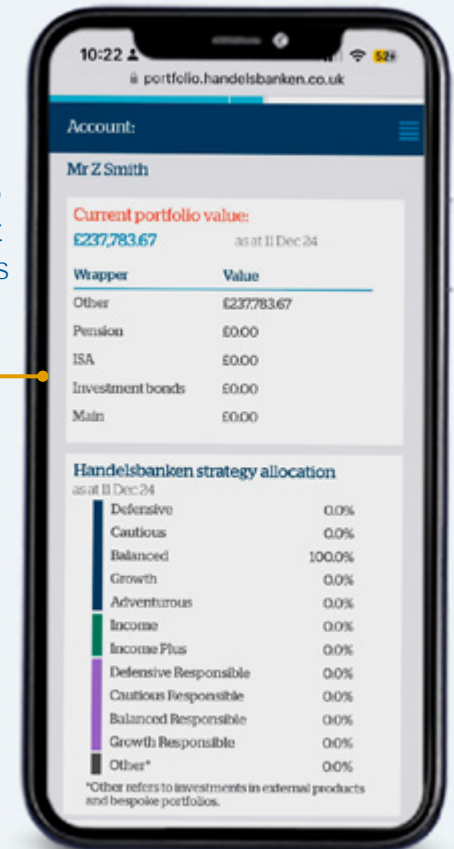 10:22
52
portfolio.handelsbanken.co.uk
Account:
Mr Z Smith
Current portfolio value:
£237,783.67 as at 11 Dec 24
Wrapper Value
Other £237,783.67
Pension £0.00
ISA £0.00
Investment bonds £0.00
Main £0.00
Handelsbanken strategy allocation
as at 11 Dec 24
Defensive 0.0%
Cautious 0.0%
Balanced 100.0%
Growth 0.0%
Adventurous 0.0%
Income 0.0%
Income Plus 0.0%
Defensive Responsible 0.0%
Cautious Responsible 0.0%
Balanced Responsible 0.0%
Growth Responsible 0.0%
Other* 0.0%
*Other refers to investments in external products
and bespoke portfolios.